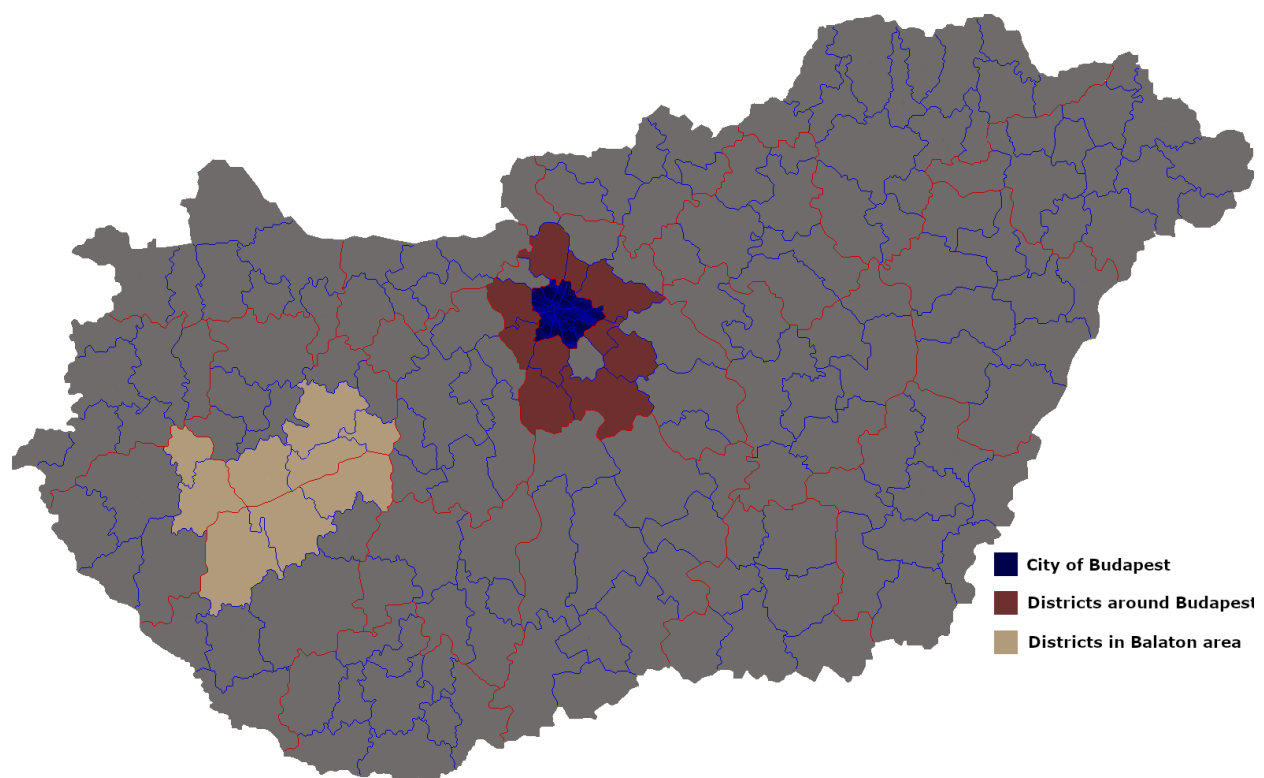 City of Budapest
Districts around Budapest
Districts in Balaton area